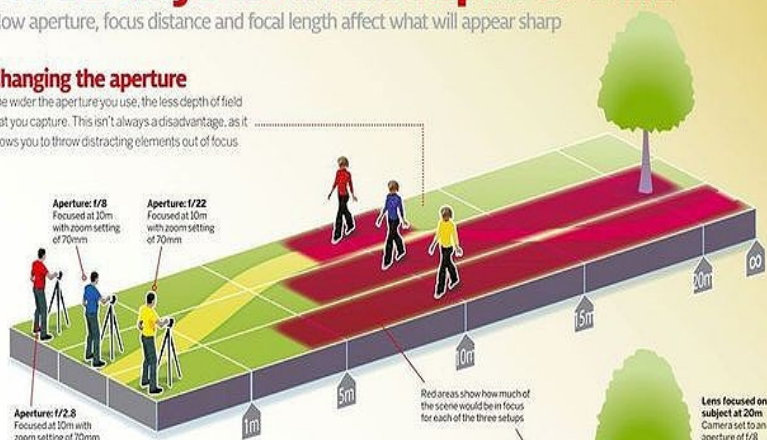 low aperture, focus distance and focal length affect what will appear sharp
hanging the aperture
e wider the aperture you use, the less depth of field
at you capture. This isn't always a disadvantage, as it
ows you to throw distracting elements out of focus
Aperture: f/8
Focused at 10m
with zoom setting
of 70mm
Aperture: f/22
Focused at 10m
with zoom setting
of 70mm
∞
20m
15m
10m
5m
1m
Red areas show how much of
the scene would be in focus
for each of the three setups
Aperture: f/2.8
Focused at 10m with
zoom setting of 70mm
Lens focused on
subject at 20m
Camera set to an
aperture of f/8